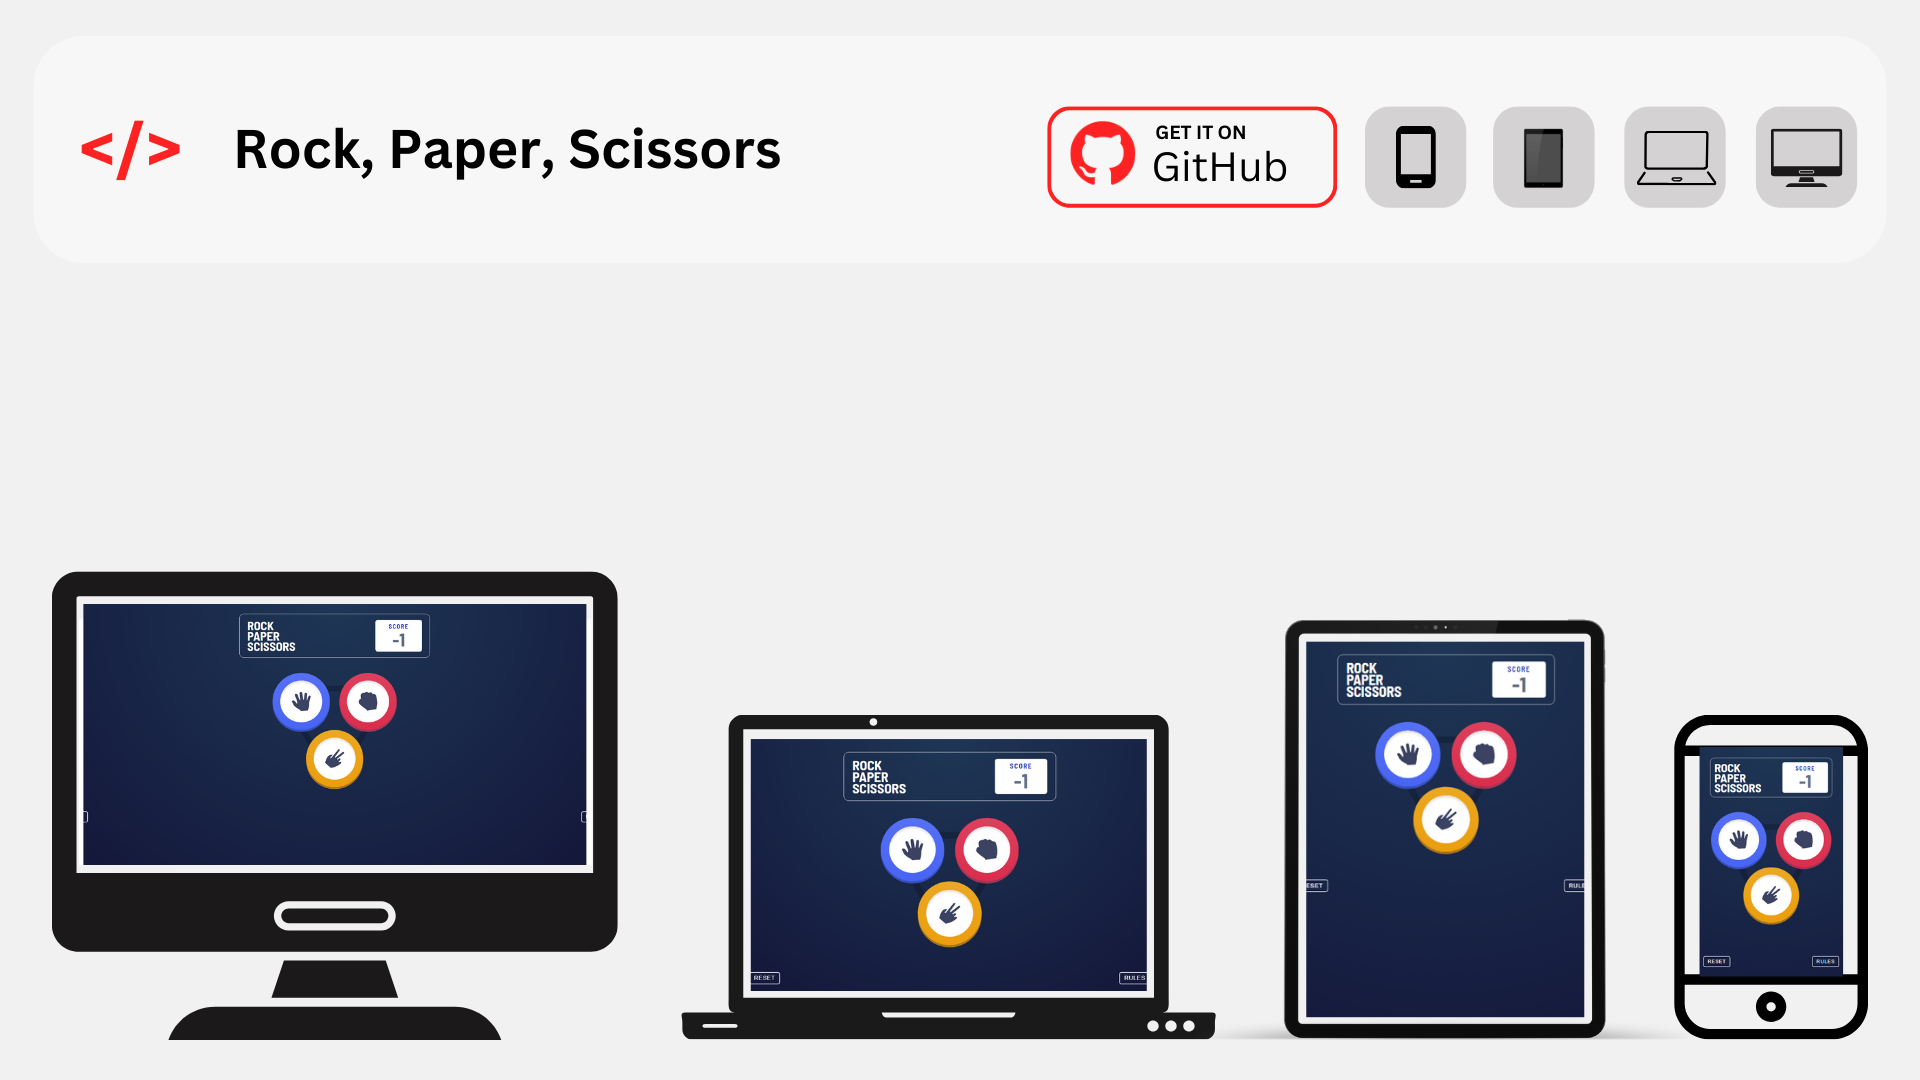 </>
Rock, Paper, Scissors
GET IT ON
GitHub
ROCK
PAPER
SCISSORS
SCORE
-1
ROCK
PAPER
SCISSORS
SCORE
-1
RESET
RULES
ROCK
PAPER
SCISSORS
SCORE
-1
ESET
RULE
ROCK
PAPER
SCISSORS
SCORE
-1
RESET
RULES